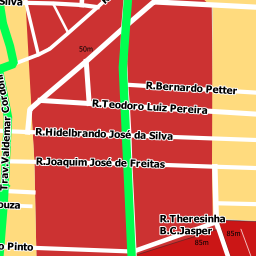 Silva
50m
R.Bernardo Petter
R.Teodoro Luiz Pereira
R.Hidelbrando José da Silva
R.Joaquim José de Freitas
Trav.Valdemar Cordoni
ouza
R.Theresinha
B.C.Jasper
85m
85m
o Pinto